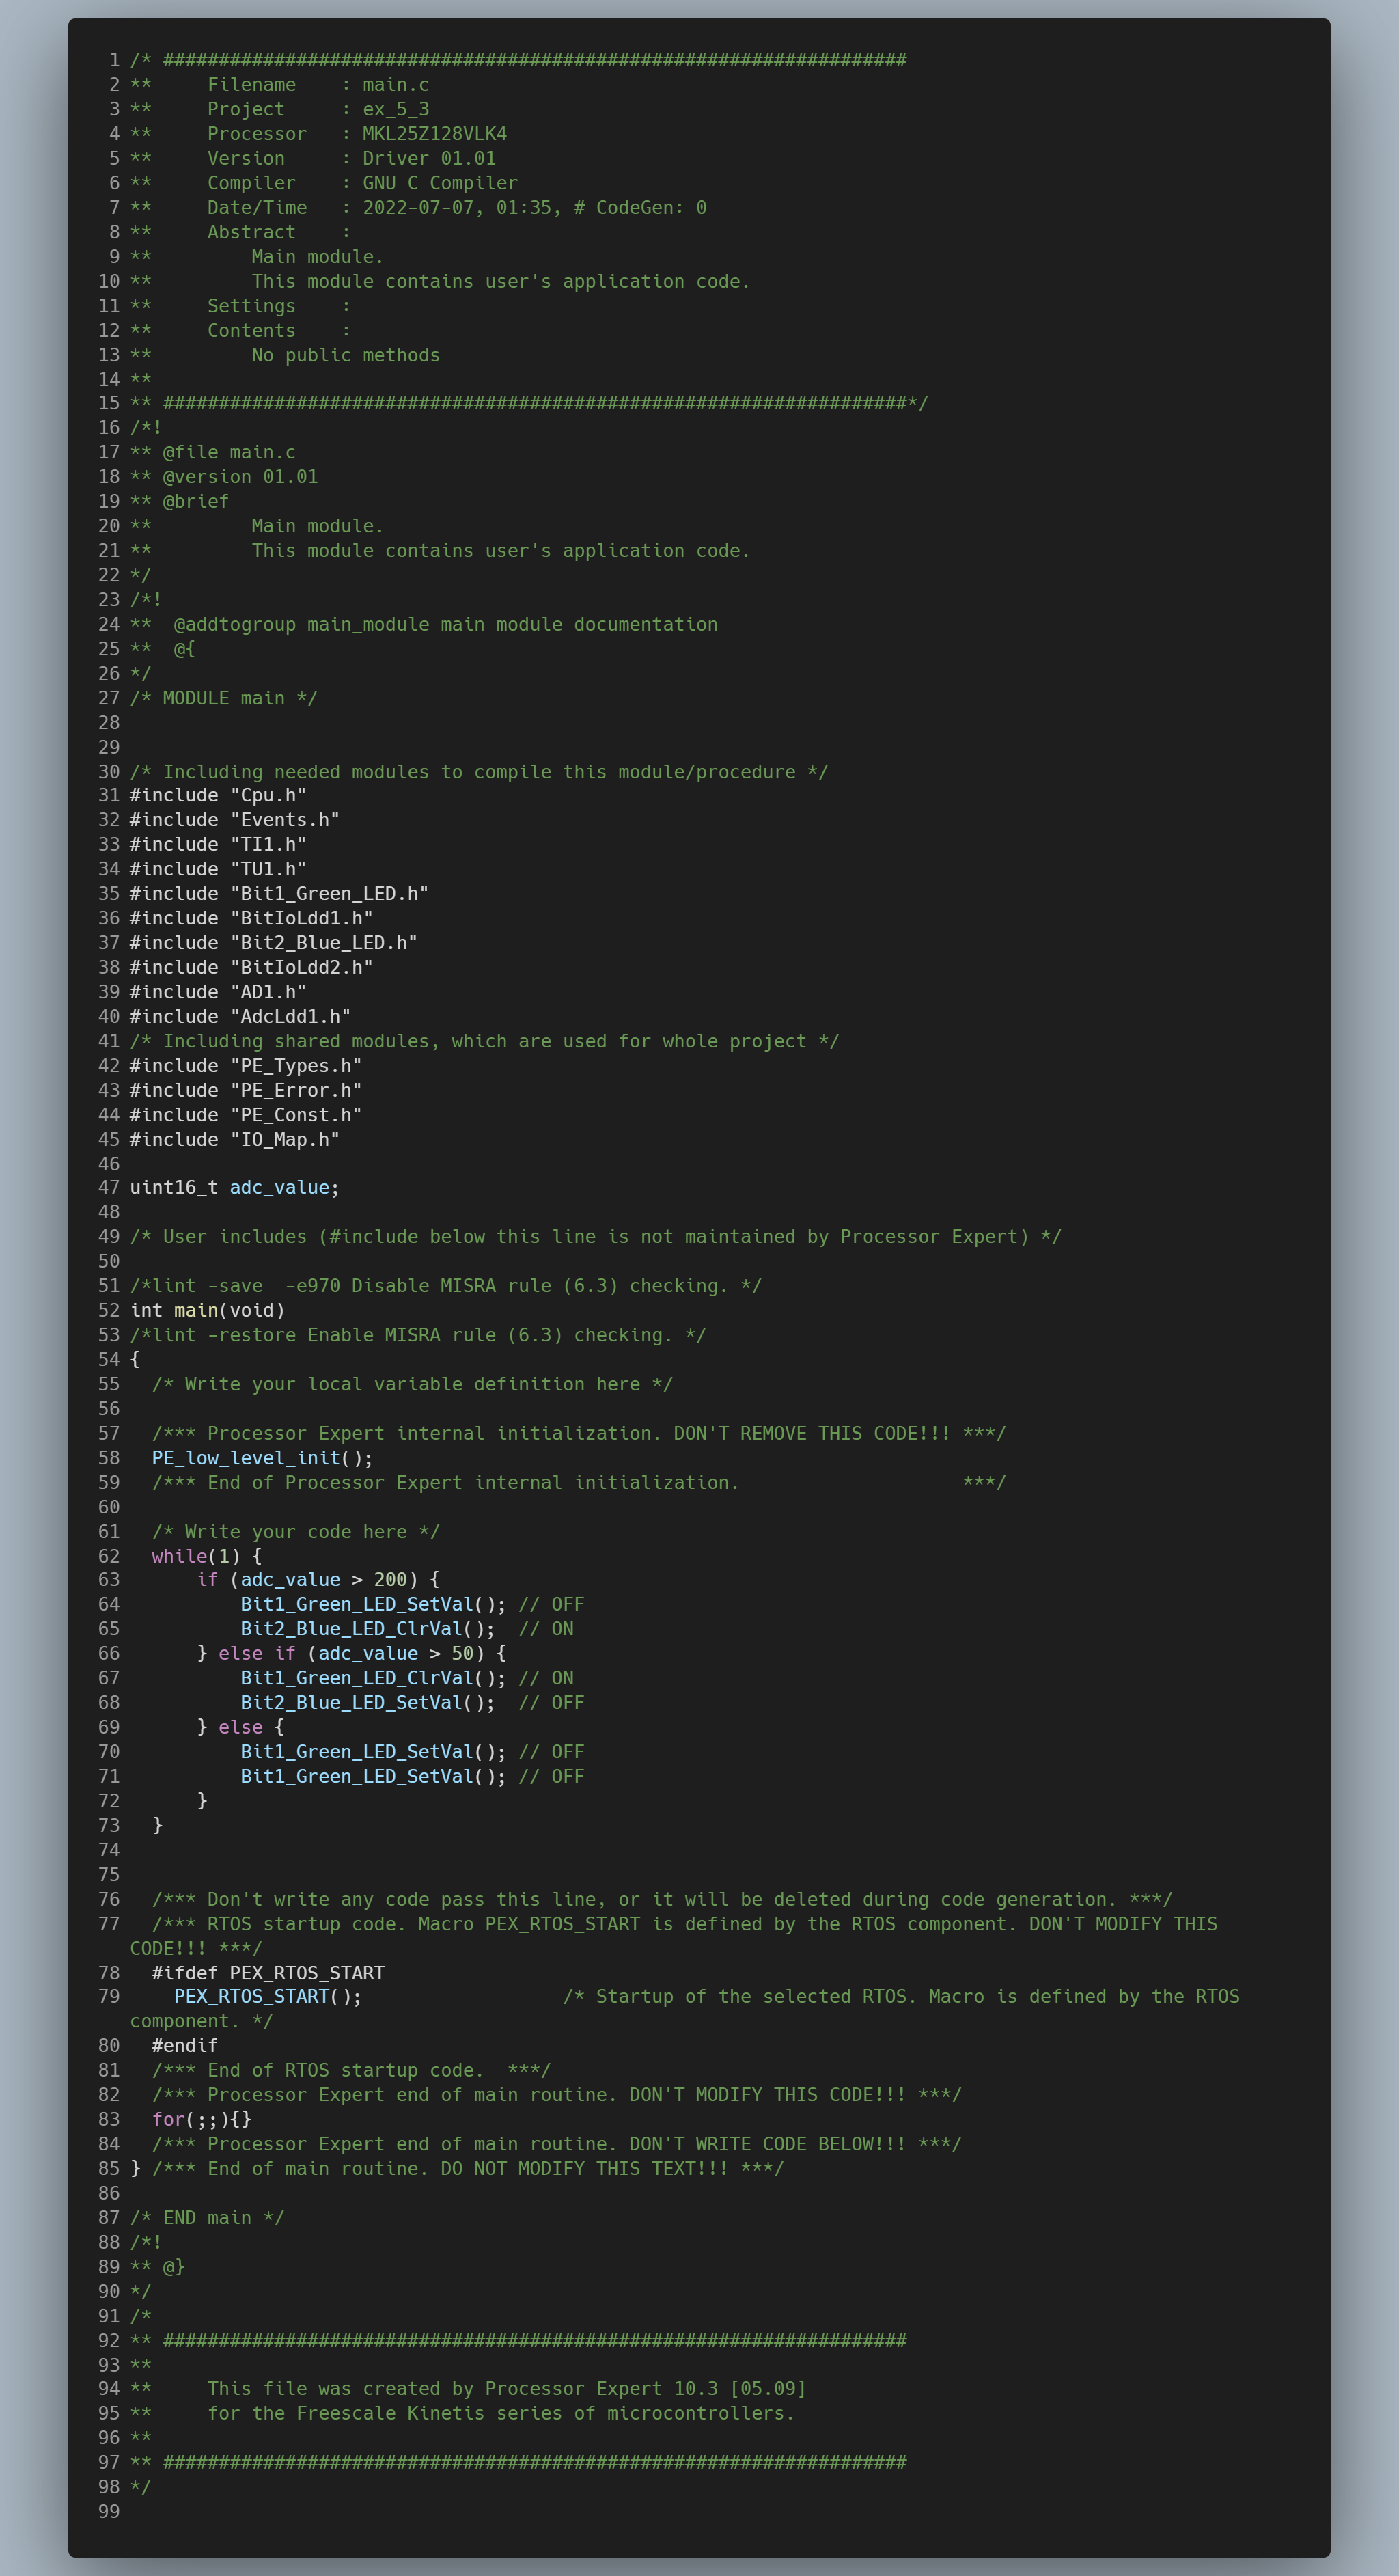 1 /* ###################################################################
2 **     Filename    : main.c
3 **     Project     : ex_5_3
4 **     Processor   : MKL25Z128VLK4
5 **     Version     : Driver 01.01
6 **     Compiler    : GNU C Compiler
7 **     Date/Time   : 2022-07-07, 01:35, # CodeGen: 0
8 **     Abstract    :
9 **         Main module.
10 **         This module contains user's application code.
11 **     Settings    :
12 **     Contents    :
13 **         No public methods
14 **
15 ** ###################################################################*/
16 /*!
17 ** @file main.c
18 ** @version 01.01
19 ** @brief
20 **         Main module.
21 **         This module contains user's application code.
22 */
23 /*!
24 **  @addtogroup main_module main module documentation
25 **  @{
26 */
27 /* MODULE main */
28
29
30 /* Including needed modules to compile this module/procedure */
31 #include "Cpu.h"
32 #include "Events.h"
33 #include "TI1.h"
34 #include "TU1.h"
35 #include "Bit1_Green_LED.h"
36 #include "BitIoLdd1.h"
37 #include "Bit2_Blue_LED.h"
38 #include "BitIoLdd2.h"
39 #include "AD1.h"
40 #include "AdcLdd1.h"
41 /* Including shared modules, which are used for whole project */
42 #include "PE_Types.h"
43 #include "PE_Error.h"
44 #include "PE_Const.h"
45 #include "IO_Map.h"
46
47 uint16_t adc_value;
48
49 /* User includes (#include below this line is not maintained by Processor Expert) */
50
51 /*lint -save  -e970 Disable MISRA rule (6.3) checking. */
52 int main(void)
53 /*lint -restore Enable MISRA rule (6.3) checking. */
54 {
55   /* Write your local variable definition here */
56
57   /*** Processor Expert internal initialization. DON'T REMOVE THIS CODE!!! ***/
58   PE_low_level_init();
59   /*** End of Processor Expert internal initialization.                    ***/
60
61   /* Write your code here */
62   while(1) {
63       if (adc_value > 200) {
64           Bit1_Green_LED_SetVal(); // OFF
65           Bit2_Blue_LED_ClrVal();  // ON
66       } else if (adc_value > 50) {
67           Bit1_Green_LED_ClrVal(); // ON
68           Bit2_Blue_LED_SetVal();  // OFF
69       } else {
70           Bit1_Green_LED_SetVal(); // OFF
71           Bit1_Green_LED_SetVal(); // OFF
72       }
73   }
74
75
76   /*** Don't write any code pass this line, or it will be deleted during code generation. ***/
77   /*** RTOS startup code. Macro PEX_RTOS_START is defined by the RTOS component. DON'T MODIFY THIS
CODE!!! ***/
78   #ifdef PEX_RTOS_START
79     PEX_RTOS_START();                  /* Startup of the selected RTOS. Macro is defined by the RTOS
component. */
80   #endif
81   /*** End of RTOS startup code.  ***/
82   /*** Processor Expert end of main routine. DON'T MODIFY THIS CODE!!! ***/
83   for(;;){}
84   /*** Processor Expert end of main routine. DON'T WRITE CODE BELOW!!! ***/
85 } /*** End of main routine. DO NOT MODIFY THIS TEXT!!! ***/
86
87 /* END main */
88 /*!
89 ** @}
90 */
91 /*
92 ** ###################################################################
93 **
94 **     This file was created by Processor Expert 10.3 [05.09]
95 **     for the Freescale Kinetis series of microcontrollers.
96 **
97 ** ###################################################################
98 */
99